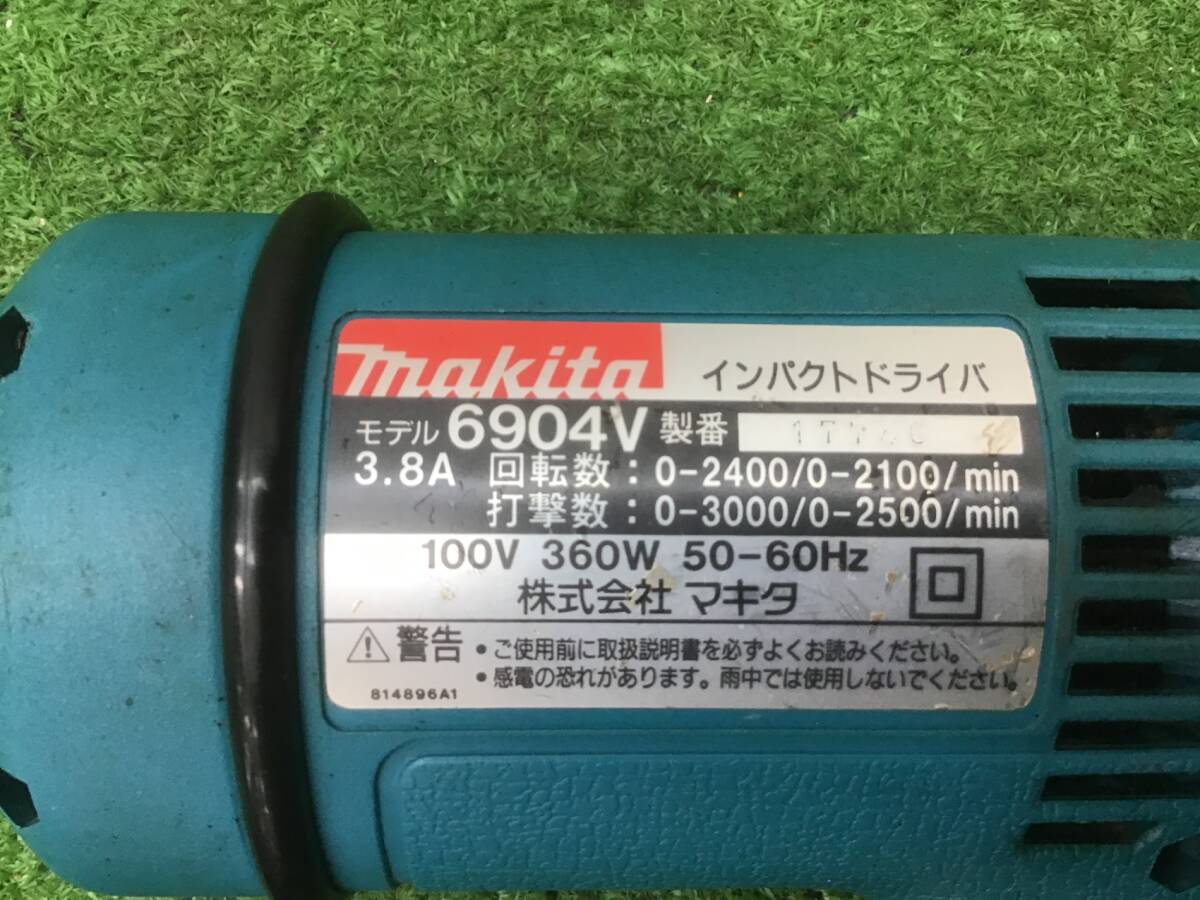 makita インパクトドライバ
モデル 6904V 製番
3.8A 回転数：0-2400/0-2100/min
打撃数：0-3000/0-2500/min
100V 360W 50-60Hz
株式会社 マキタ
警告 ・ご使用前に取扱説明書を必ずよくお読みください。
・感電の恐れがあります。雨中では使用しないでください。
814896A1